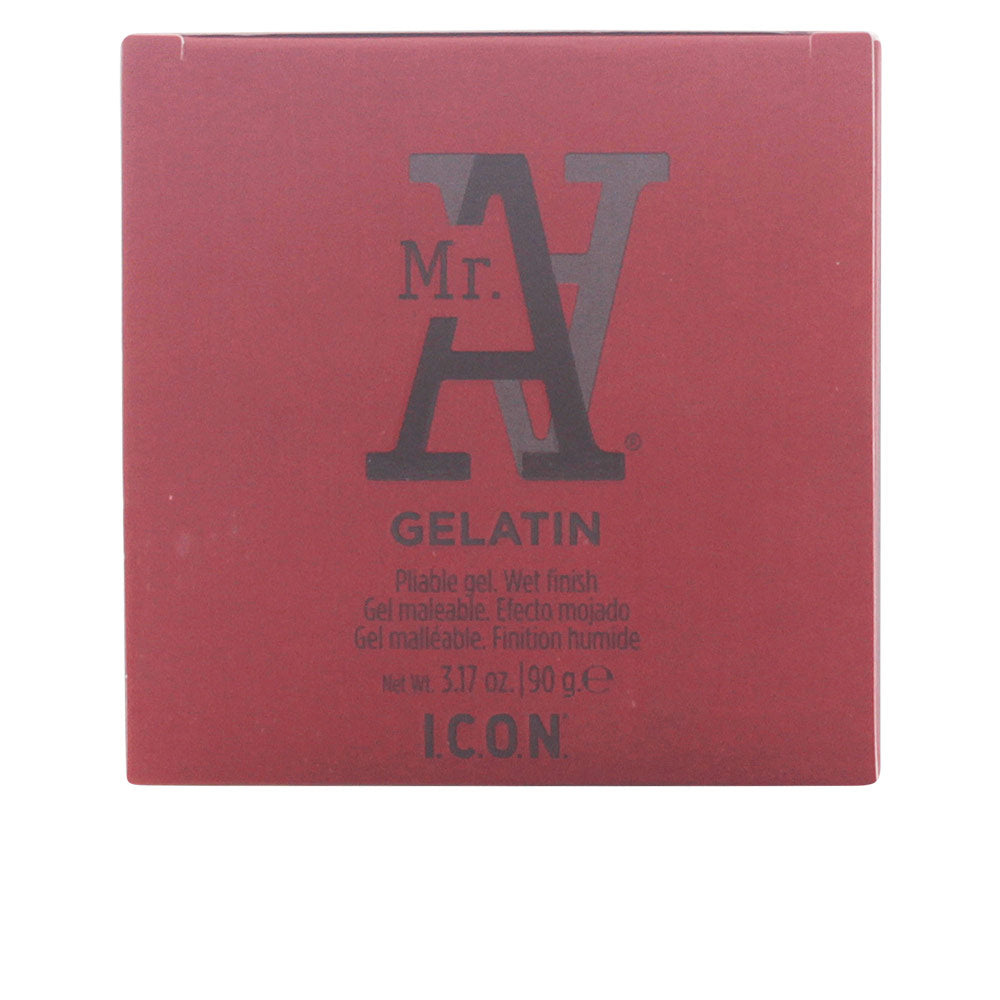 Mr.
A
®
GELATIN
Pliable gel. Wet finish
Gel maleable. Efecto mojado
Gel malléable. Finition humide
Net Wt. 3.17 oz. | 90 g. ℮
I.C.O.N.